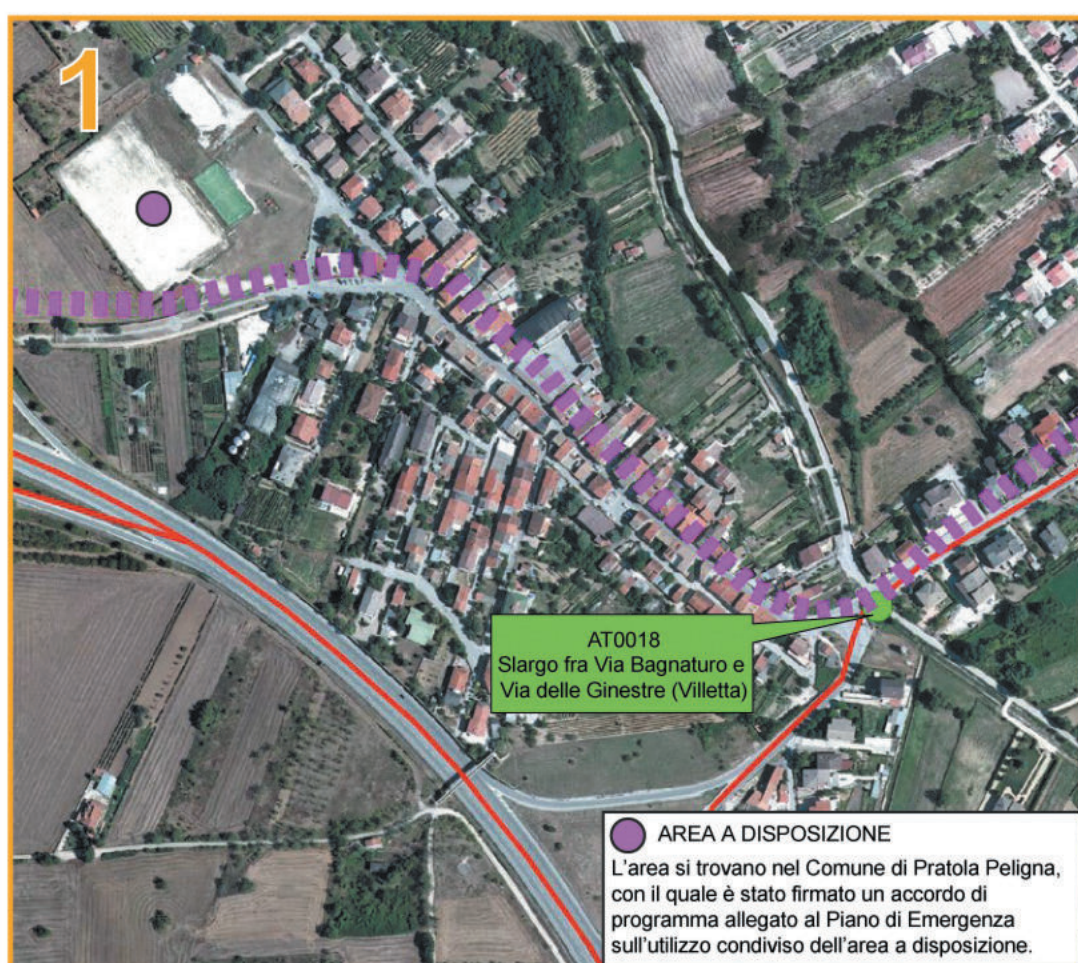 1
AT0018
Slargo fra Via Bagnaturo e
Via delle Ginestre (Villetta)
AREA A DISPOSIZIONE
L'area si trovano nel Comune di Pratola Peligna,
con il quale è stato firmato un accordo di
programma allegato al Piano di Emergenza
sull'utilizzo condiviso dell'area a disposizione.